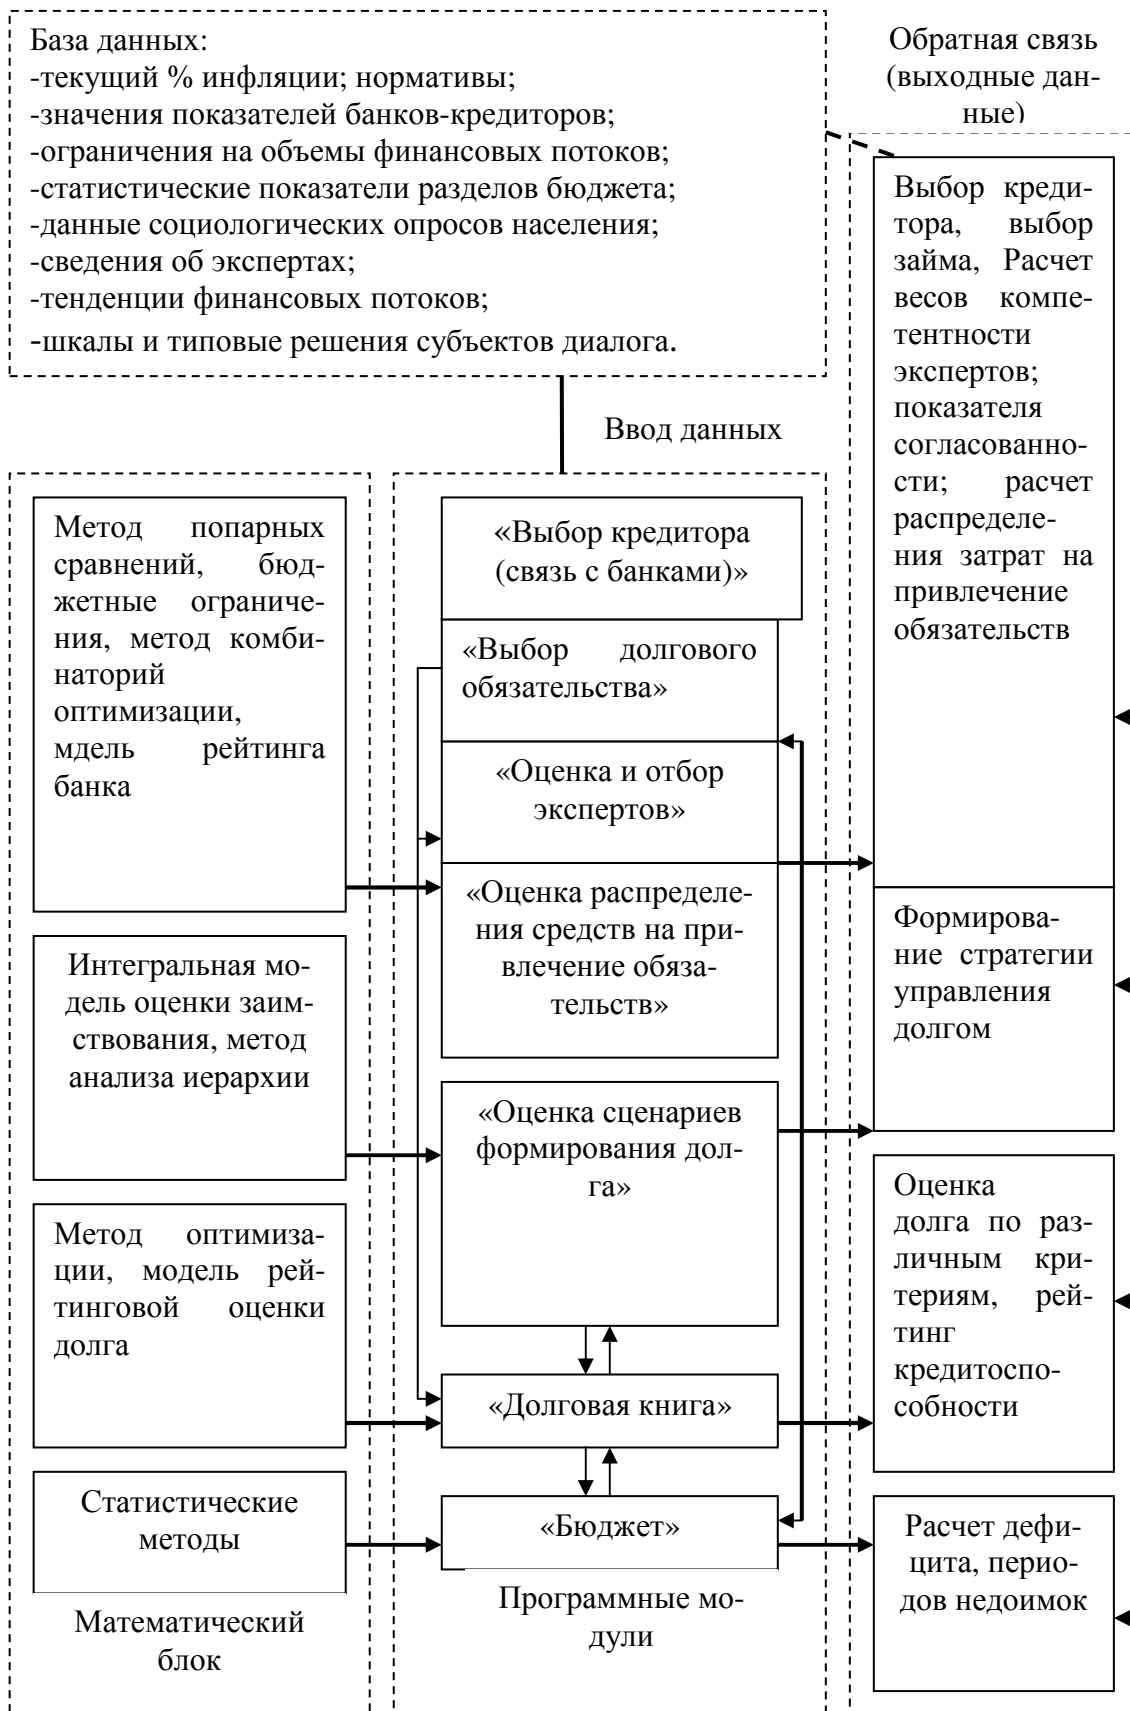 База данных:
-текущий % инфляции; нормативы;
-значения показателей банков-кредиторов;
-ограничения на объемы финансовых потоков;
-статистические показатели разделов бюджета;
-данные социологических опросов населения;
-сведения об экспертах;
-тенденции финансовых потоков;
-шкалы и типовые решения субъектов диалога.
Обратная связь
(выходные дан-
ные)
Ввод данных
Метод попарных
сравнений, бюд-
жетные ограниче-
ния, метод комби-
наторий
оптимизации,
мдель рейтинга
банка
Интегральная мо-
дель оценки заим-
ствования, метод
анализа иерархии
Метод оптимиза-
ции, модель рей-
тинговой оценки
долга
Статистические
методы
Математический
блок
«Выбор кредитора
(связь с банками)»
«Выбор долгового
обязательства»
«Оценка и отбор
экспертов»
«Оценка распределе-
ния средств на при-
влечение обяза-
тельств»
«Оценка сценариев
формирования дол-
га»
«Долговая книга»
«Бюджет»
Программные мо-
дули
Выбор креди-
тора, выбор
займа, Расчет
весов компе-
тентности
экспертов;
показателя
согласованно-
сти; расчет
распределе-
ния затрат на
привлечение
обязательств
Формирова-
ние стратегии
управления
долгом
Оценка
долга по раз-
личным кри-
териям, рей-
тинг
кредитоспо-
собности
Расчет дефи-
цита, перио-
дов недоимок